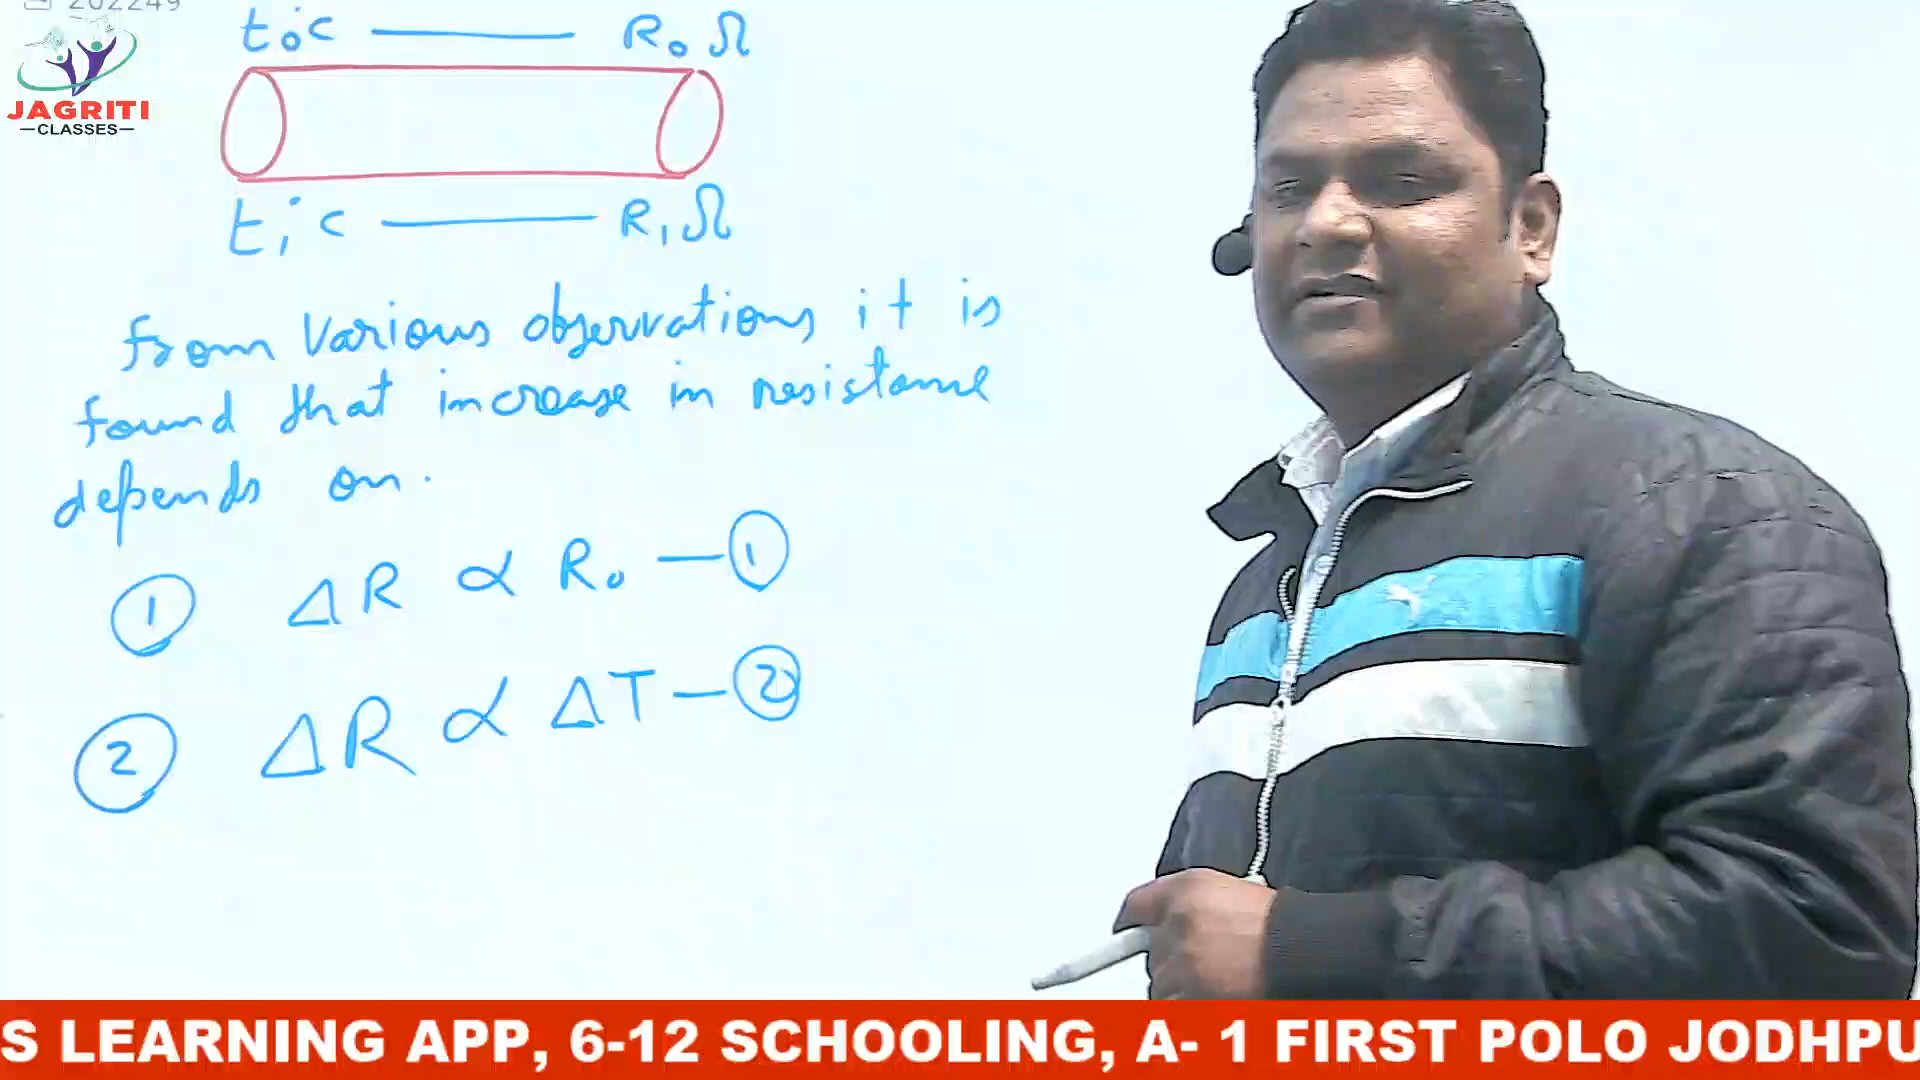 202249
t₀°c — R₀ Ω
JAGRITI
—CLASSES—
t₁°c — R₁ Ω
from various observations it is
found that increase in resistance
depends on.
① ΔR ∝ R₀ — ①
② ΔR ∝ ΔT — ②
S LEARNING APP, 6-12 SCHOOLING, A- 1 FIRST POLO JODHPU